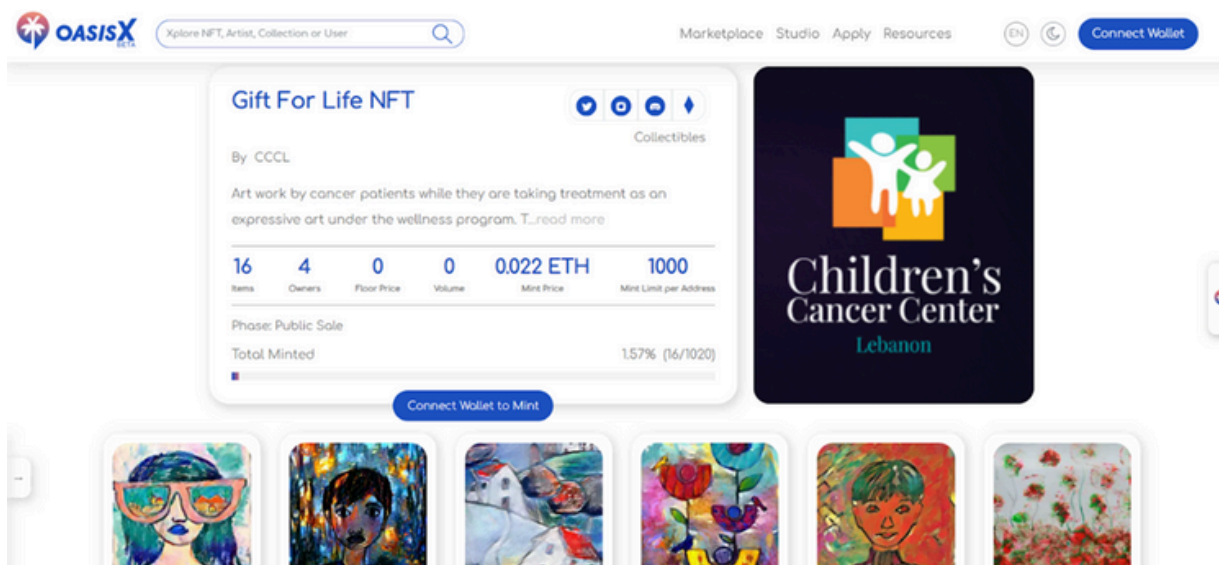 OASISX
BETA
Xplore NFT, Artist, Collection or User
Marketplace Studio Apply Resources
EN
Connect Wallet
Gift For Life NFT
Collectibles
By CCCL
Art work by cancer patients while they are taking treatment as an
expressive art under the wellness program. T...read more
16 4 0 0 0.022 ETH 1000
Items Owners Floor Price Volume Mint Price Mint Limit per Address
Phase: Public Sale
Total Minted 1.57% (16/1020)
Connect Wallet to Mint
Children's
Cancer Center
Lebanon